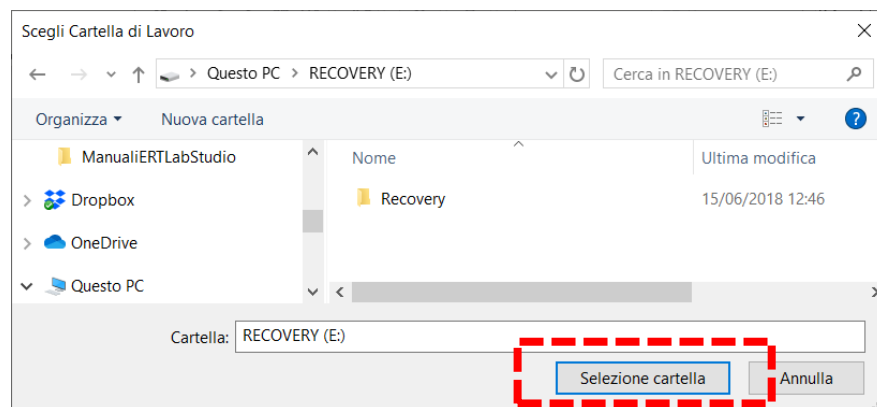 Scegli Cartella di Lavoro
Questo PC > RECOVERY (E:)
Cerca in RECOVERY (E:)
Organizza
Nuova cartella
?
ManualiERTLabStudio
Dropbox
OneDrive
Questo PC
Nome
Ultima modifica
Recovery
15/06/2018 12:46
Cartella: RECOVERY (E:)
Selezione cartella
Annulla